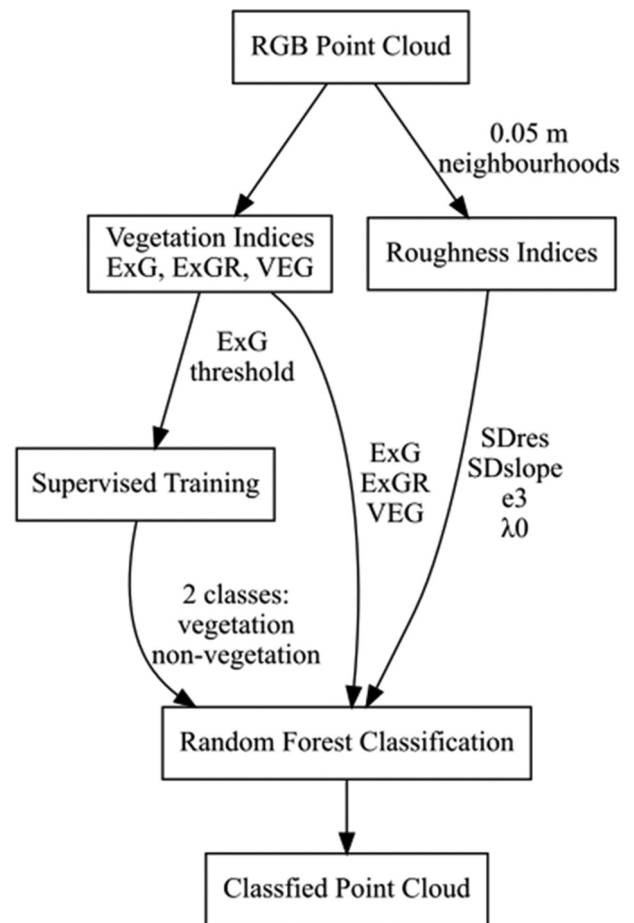 RGB Point Cloud
0.05 m
neighbourhoods
Vegetation Indices
ExG, ExGR, VEG
Roughness Indices
ExG
threshold
Supervised Training
ExG
ExGR
VEG
SDres
SDslope
e3
λ0
2 classes:
vegetation
non-vegetation
Random Forest Classification
Classfied Point Cloud